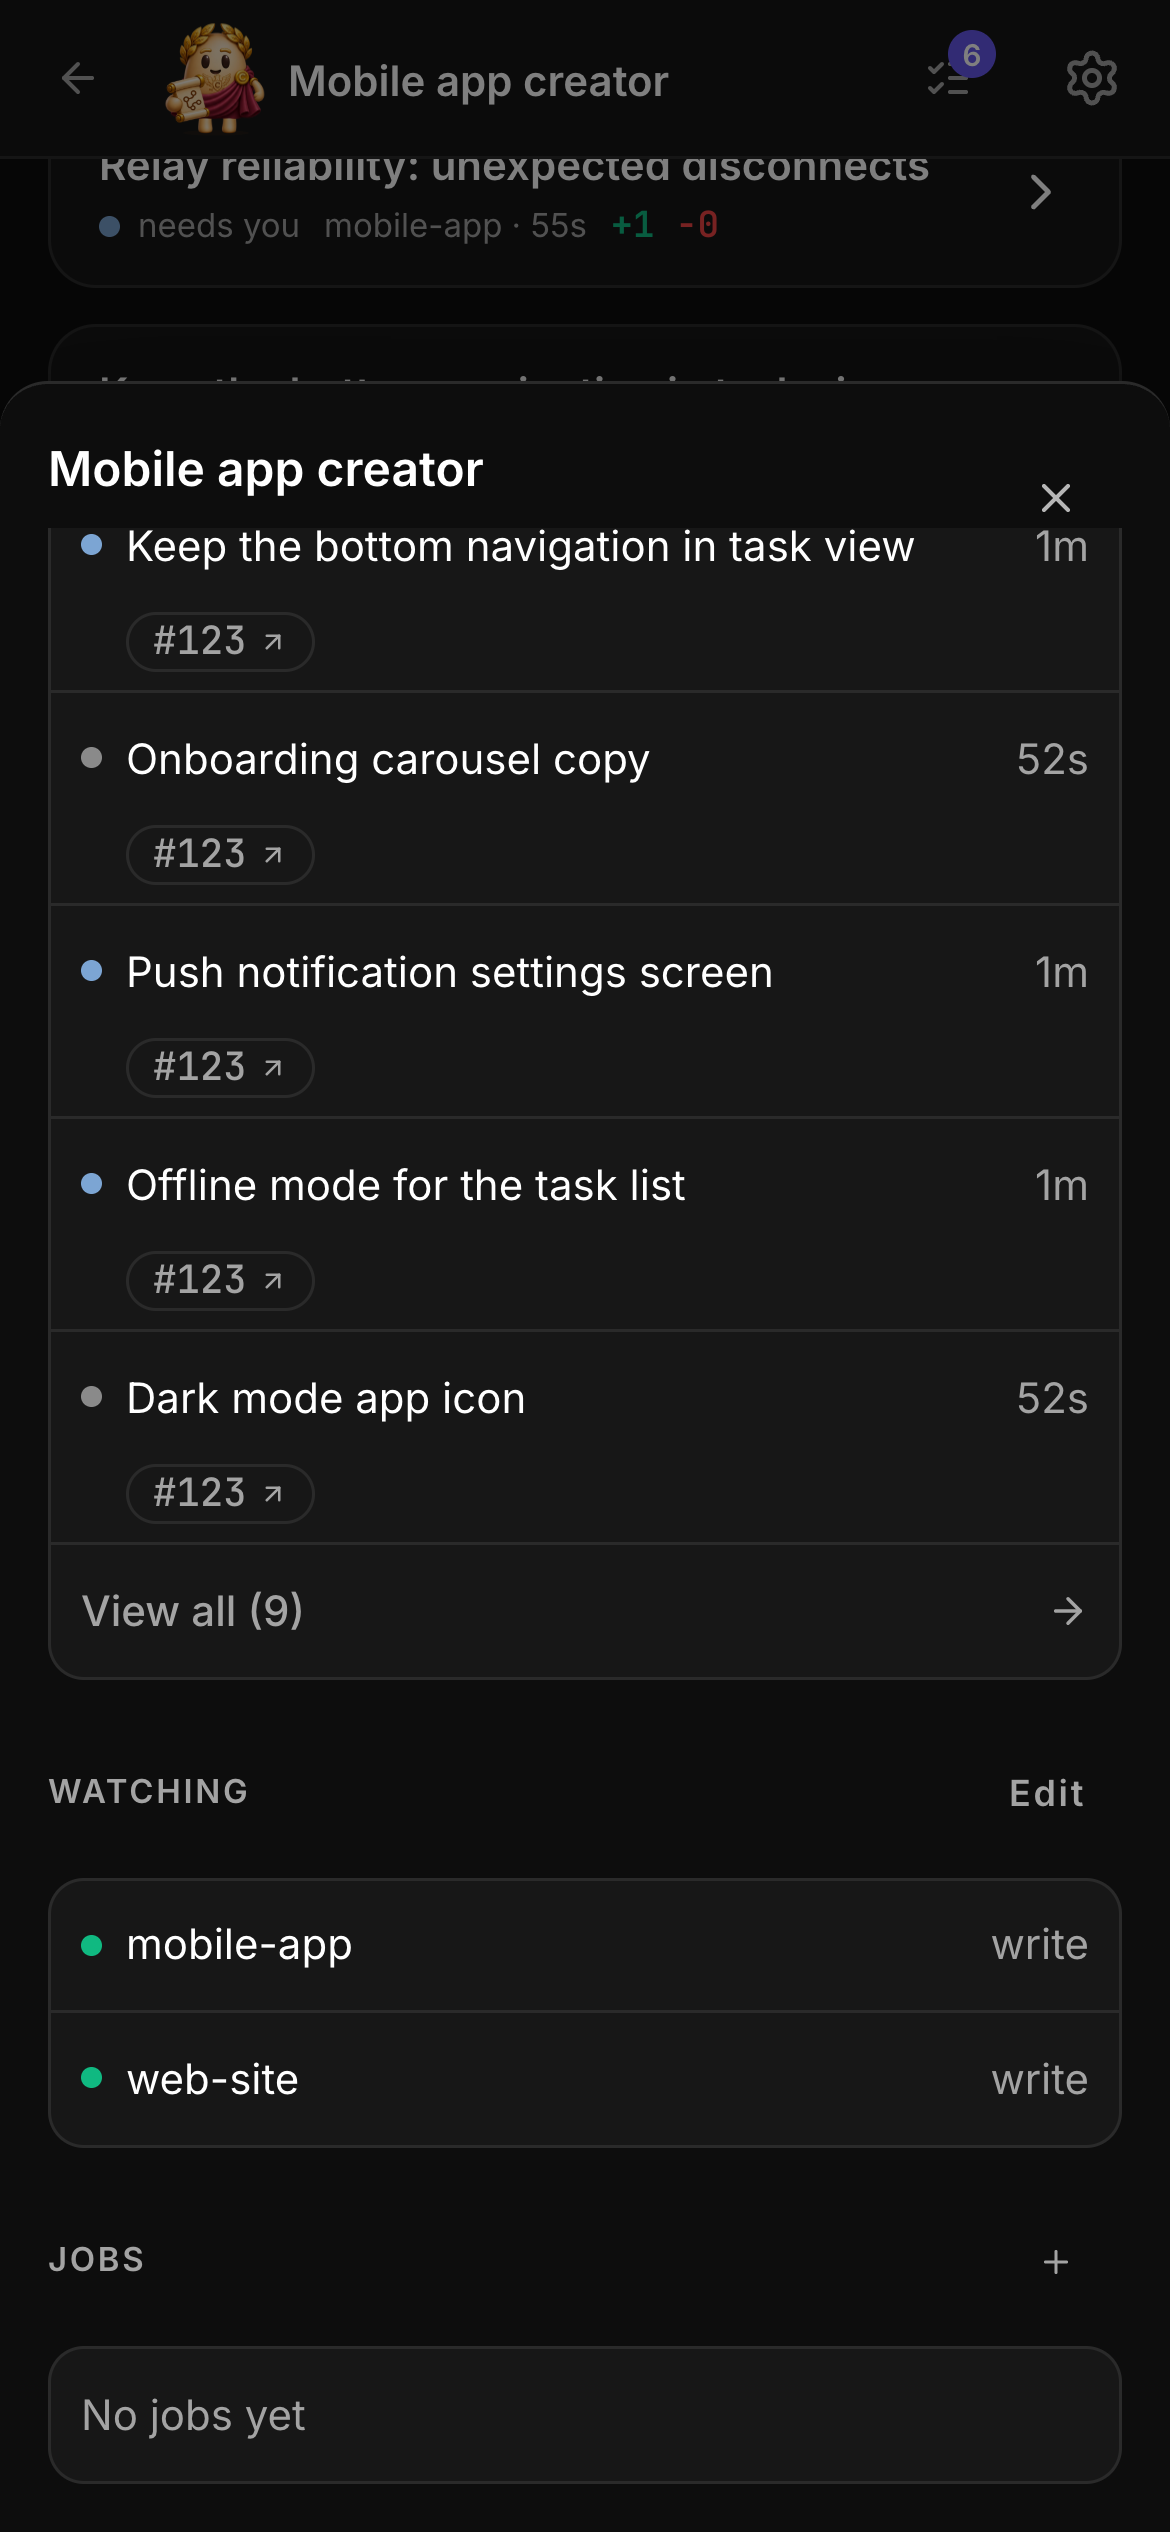 Mobile app creator
6
Relay reliability: unexpected disconnects
needs you mobile-app · 55s +1 -0
Mobile app creator
Keep the bottom navigation in task view 1m
#123
Onboarding carousel copy 52s
#123
Push notification settings screen 1m
#123
Offline mode for the task list 1m
#123
Dark mode app icon 52s
#123
View all (9)
WATCHING Edit
mobile-app write
web-site write
JOBS
No jobs yet